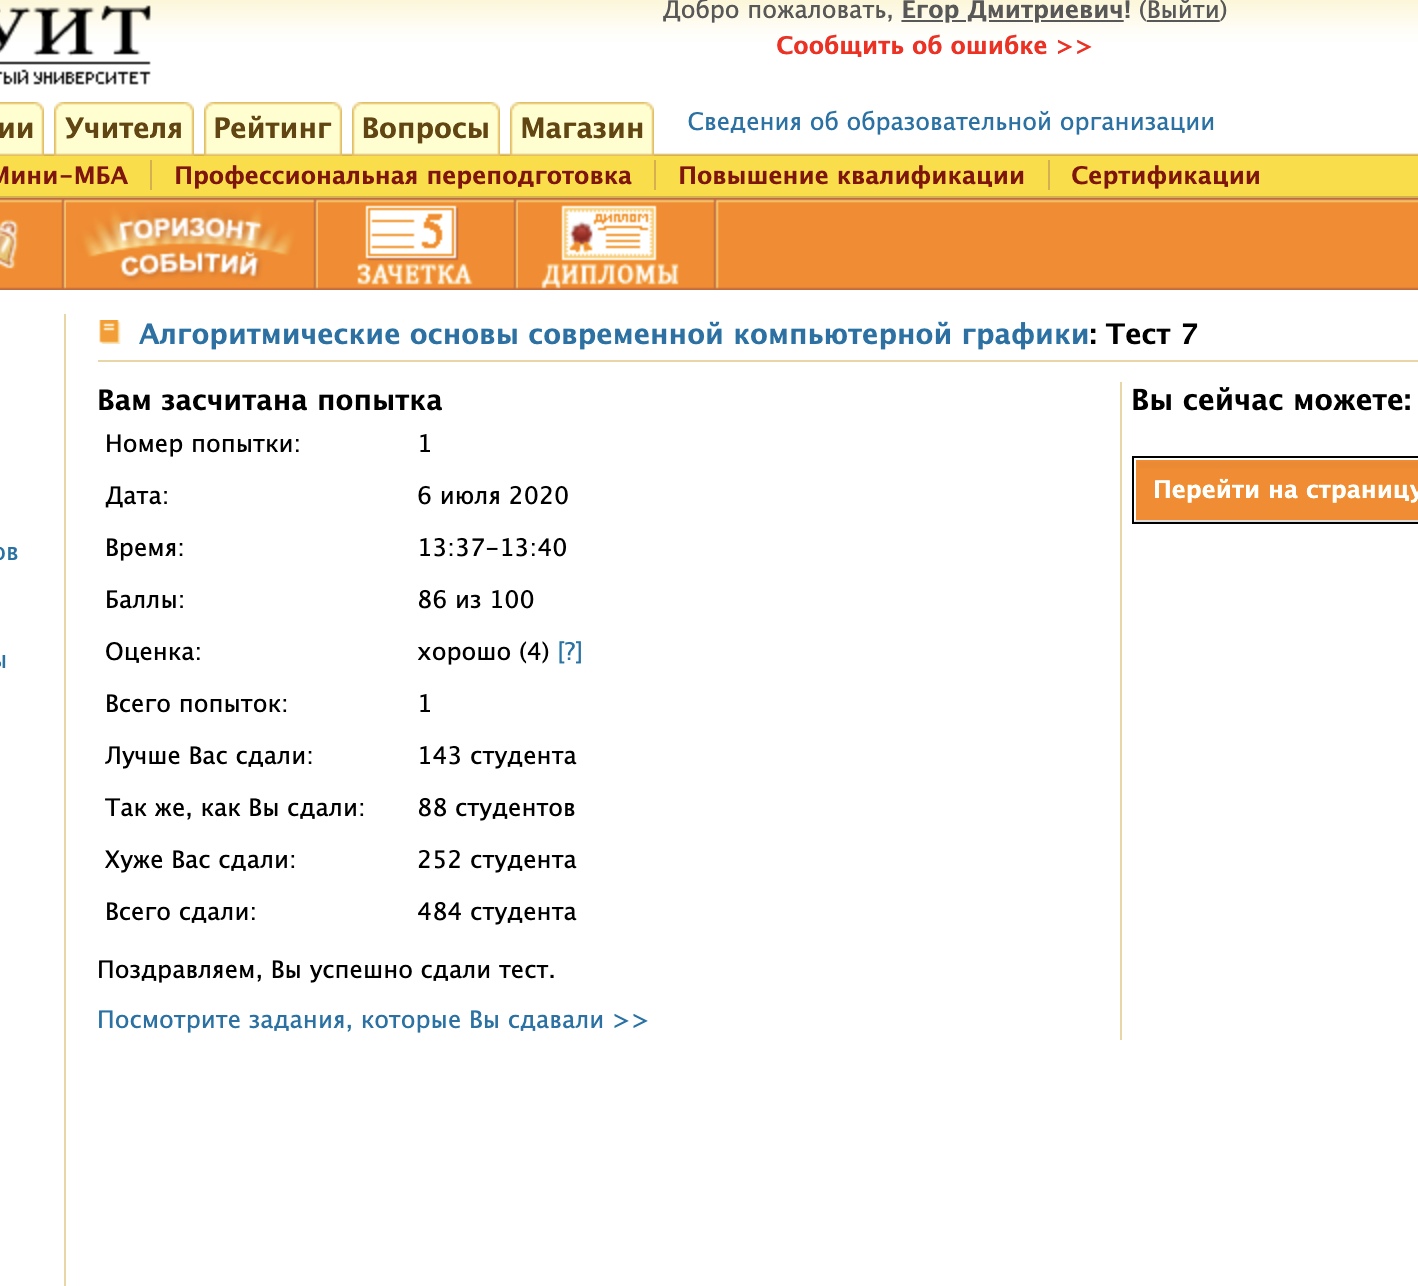 УИТ
ТЫЙ УНИВЕРСИТЕТ
Добро пожаловать, Егор Дмитриевич! (Выйти)
Сообщить об ошибке >>
ии Учителя Рейтинг Вопросы Магазин Сведения об образовательной организации
Мини-МБА Профессиональная переподготовка Повышение квалификации Сертификации
ГОРИЗОНТ СОБЫТИЙ
5 ЗАЧЕТКА
ДИПЛОМ ДИПЛОМЫ
Алгоритмические основы современной компьютерной графики: Тест 7
Вам засчитана попытка
Номер попытки: 1
Дата: 6 июля 2020
Время: 13:37-13:40
Баллы: 86 из 100
Оценка: хорошо (4) [?]
Всего попыток: 1
Лучше Вас сдали: 143 студента
Так же, как Вы сдали: 88 студентов
Хуже Вас сдали: 252 студента
Всего сдали: 484 студента
Поздравляем, Вы успешно сдали тест.
Посмотрите задания, которые Вы сдавали >>
Вы сейчас можете:
Перейти на страницу
ов
ы